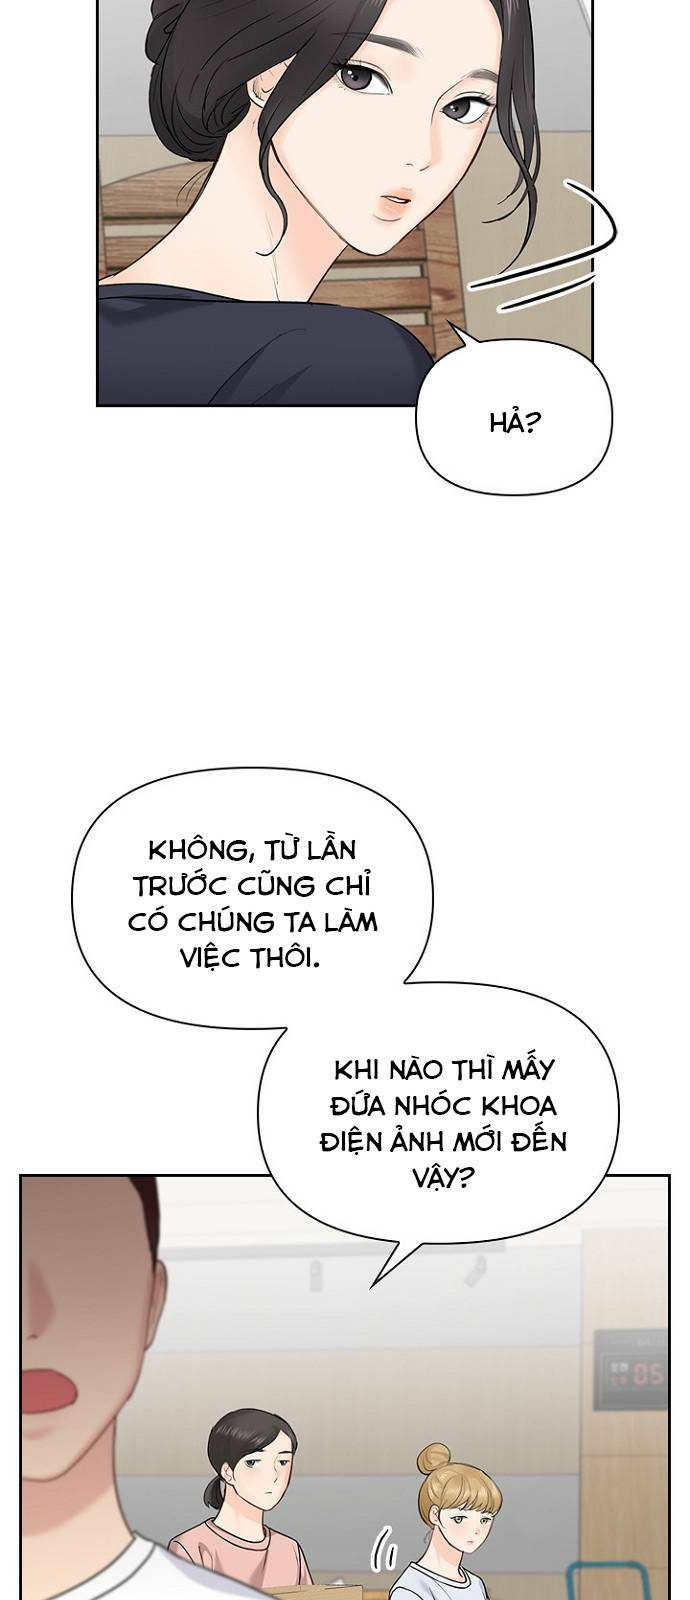 HẢ?
KHÔNG, TỪ LẦN
TRƯỚC CŨNG CHỈ
CÓ CHÚNG TA LÀM
VIỆC THÔI.
KHI NÀO THÌ MẤY
ĐỨA NHÓC KHOA
ĐIỆN ẢNH MỚI ĐẾN
VẬY?
05